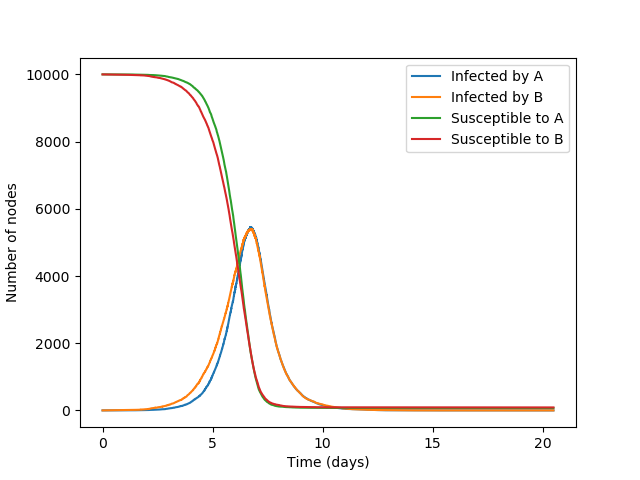 10000
8000
6000
4000
2000
0
Number of nodes
Infected by A
Infected by B
Susceptible to A
Susceptible to B
0 5 10 15 20
Time (days)